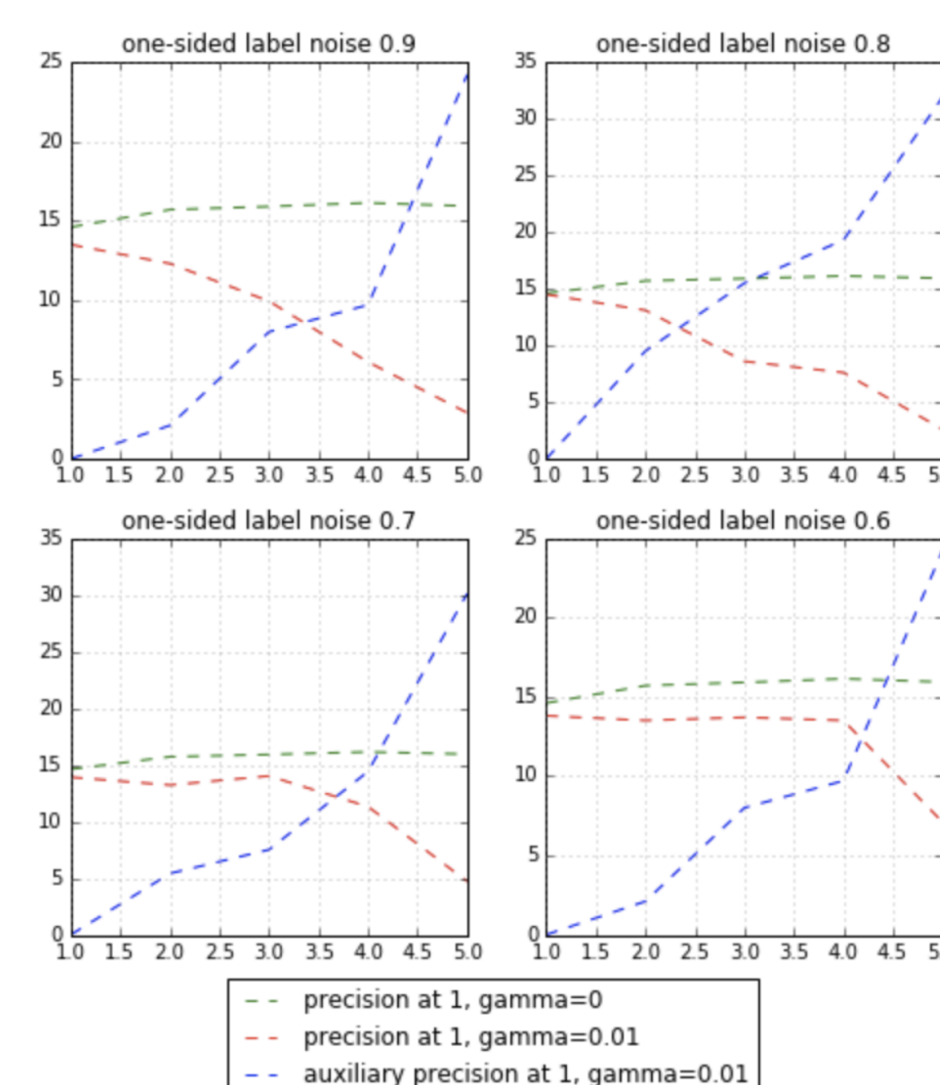 one-sided label noise 0.9
25
20
15
10
5
0
1.0 1.5 2.0 2.5 3.0 3.5 4.0 4.5 5.0
one-sided label noise 0.8
35
30
25
20
15
10
5
0
1.0 1.5 2.0 2.5 3.0 3.5 4.0 4.5 5.
one-sided label noise 0.7
35
30
25
20
15
10
5
0
1.0 1.5 2.0 2.5 3.0 3.5 4.0 4.5 5.0
one-sided label noise 0.6
25
20
15
10
5
0
1.0 1.5 2.0 2.5 3.0 3.5 4.0 4.5 5.
precision at 1, gamma=0
precision at 1, gamma=0.01
auxiliary precision at 1, gamma=0.01